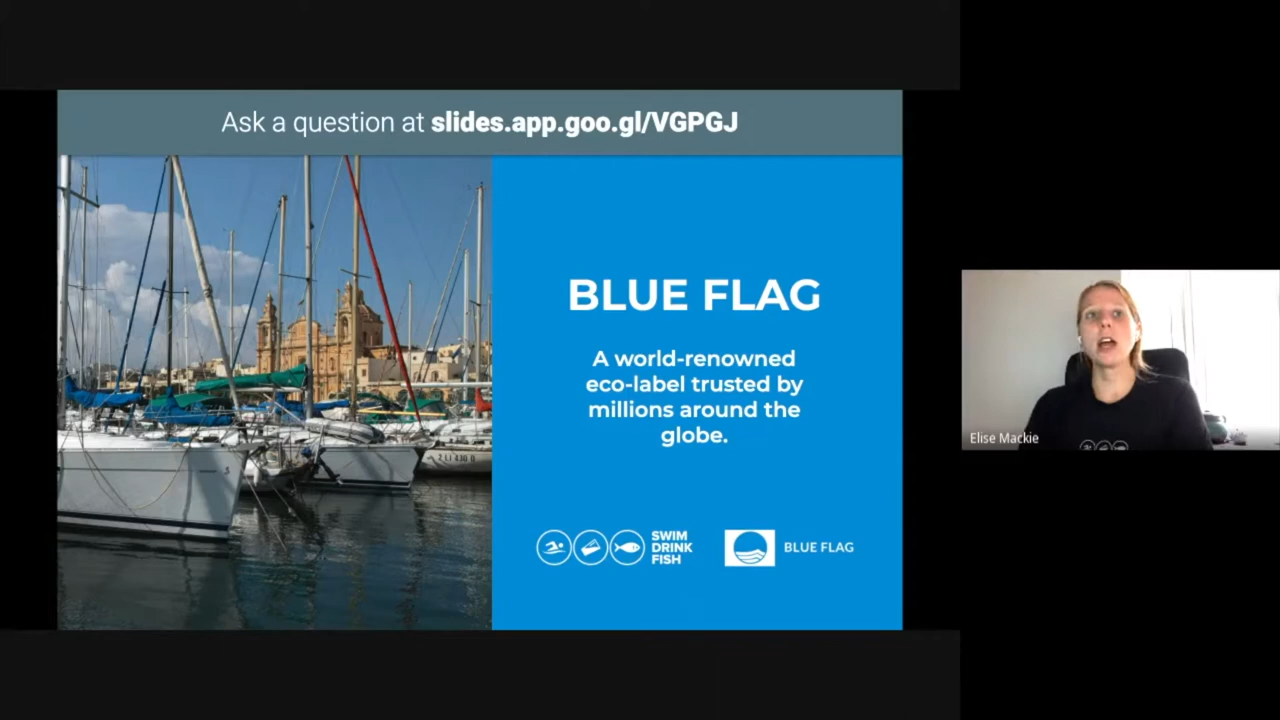 Ask a question at slides.app.goo.gl/VGPGJ
BLUE FLAG
A world-renowned
eco-label trusted by
millions around the
globe.
SWIM
DRINK
FISH
BLUE FLAG
Elise Mackie